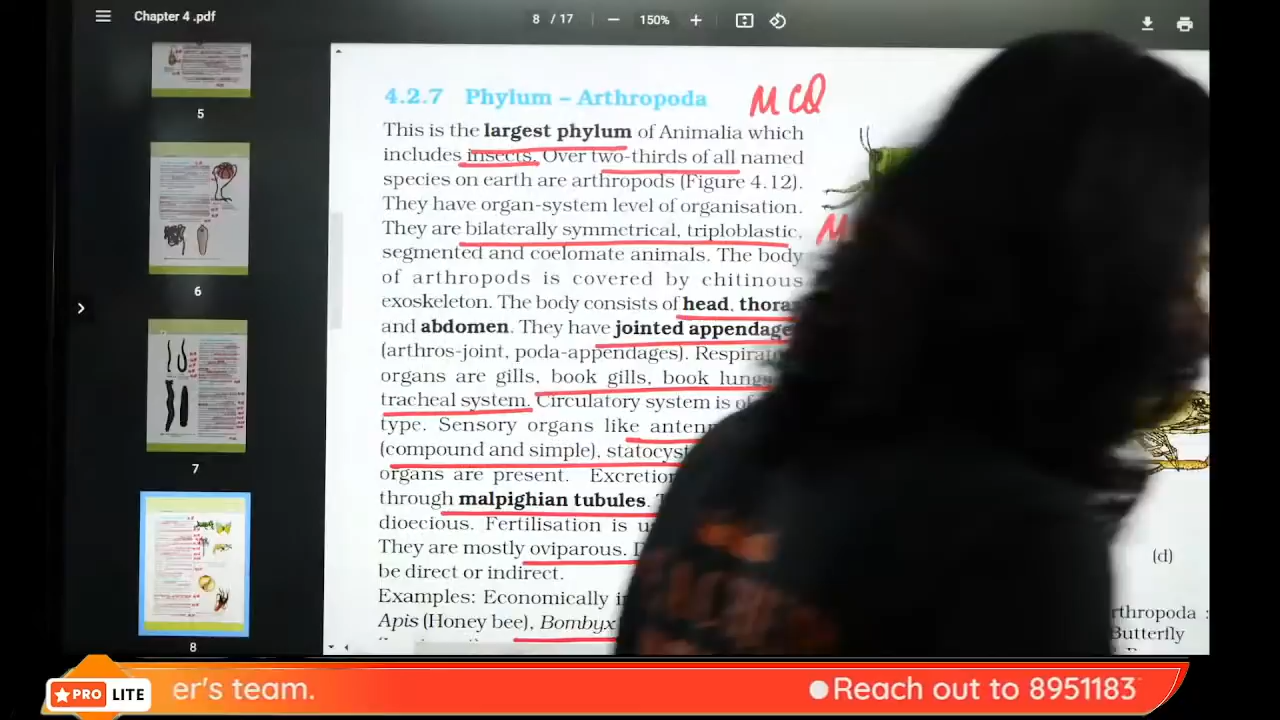 Chapter 4 .pdf
8 / 17
150%
5
6
7
8
4.2.7 Phylum – Arthropoda
MCQ
This is the largest phylum of Animalia which
includes insects. Over two-thirds of all named
species on earth are arthropods (Figure 4.12).
They have organ-system level of organisation.
They are bilaterally symmetrical, triploblastic,
segmented and coelomate animals. The body
of arthropods is covered by chitinous
exoskeleton. The body consists of head, thorax
and abdomen. They have jointed appendage
(arthros-joint, poda-appendages). Respirat
organs are gills, book gills, book lungs
tracheal system. Circulatory system is of
type. Sensory organs like antenn
(compound and simple), statocyst
organs are present. Excretion
through malpighian tubules. T
dioecious. Fertilisation is u
They are mostly oviparous. D
be direct or indirect.
Examples: Economically i
Apis (Honey bee), Bombyx
(d)
rthropoda :
Butterfly
PRO LITE
er's team.
Reach out to 8951183